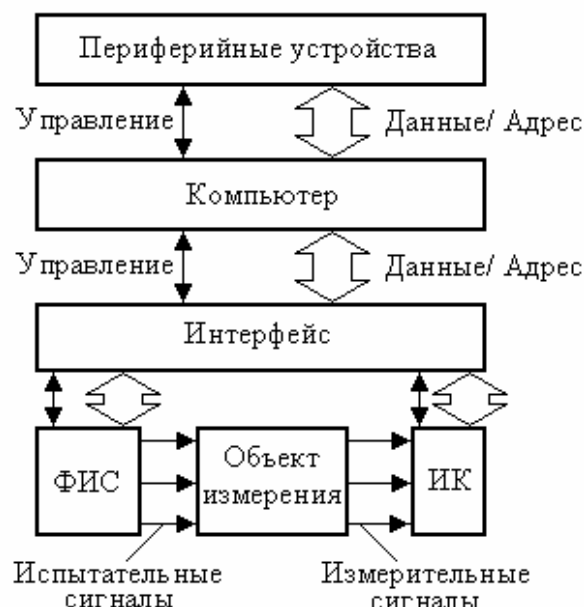 Периферийные устройства
Управление
Данные/ Адрес
Компьютер
Управление
Данные/ Адрес
Интерфейс
ФИС
Объект
измерения
ИК
Испытательные
сигналы
Измерительные
сигналы